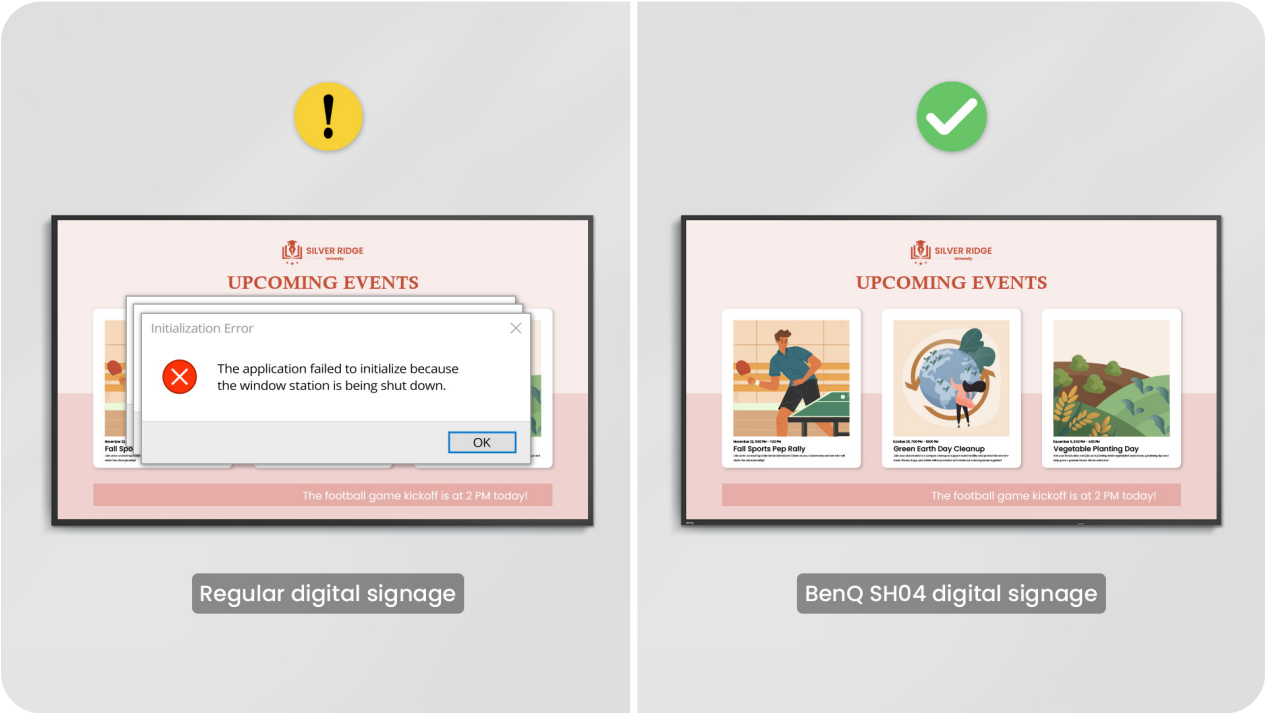 SILVER RIDGE
University
UPCOMING EVENTS
Initialization Error
The application failed to initialize because
the window station is being shut down.
OK
Fall Spo
The football game kickoff is at 2 PM today!
Regular digital signage
SILVER RIDGE
University
UPCOMING EVENTS
Fall Sports Pep Rally
Green Earth Day Cleanup
Vegetable Planting Day
The football game kickoff is at 2 PM today!
BenQ SH04 digital signage